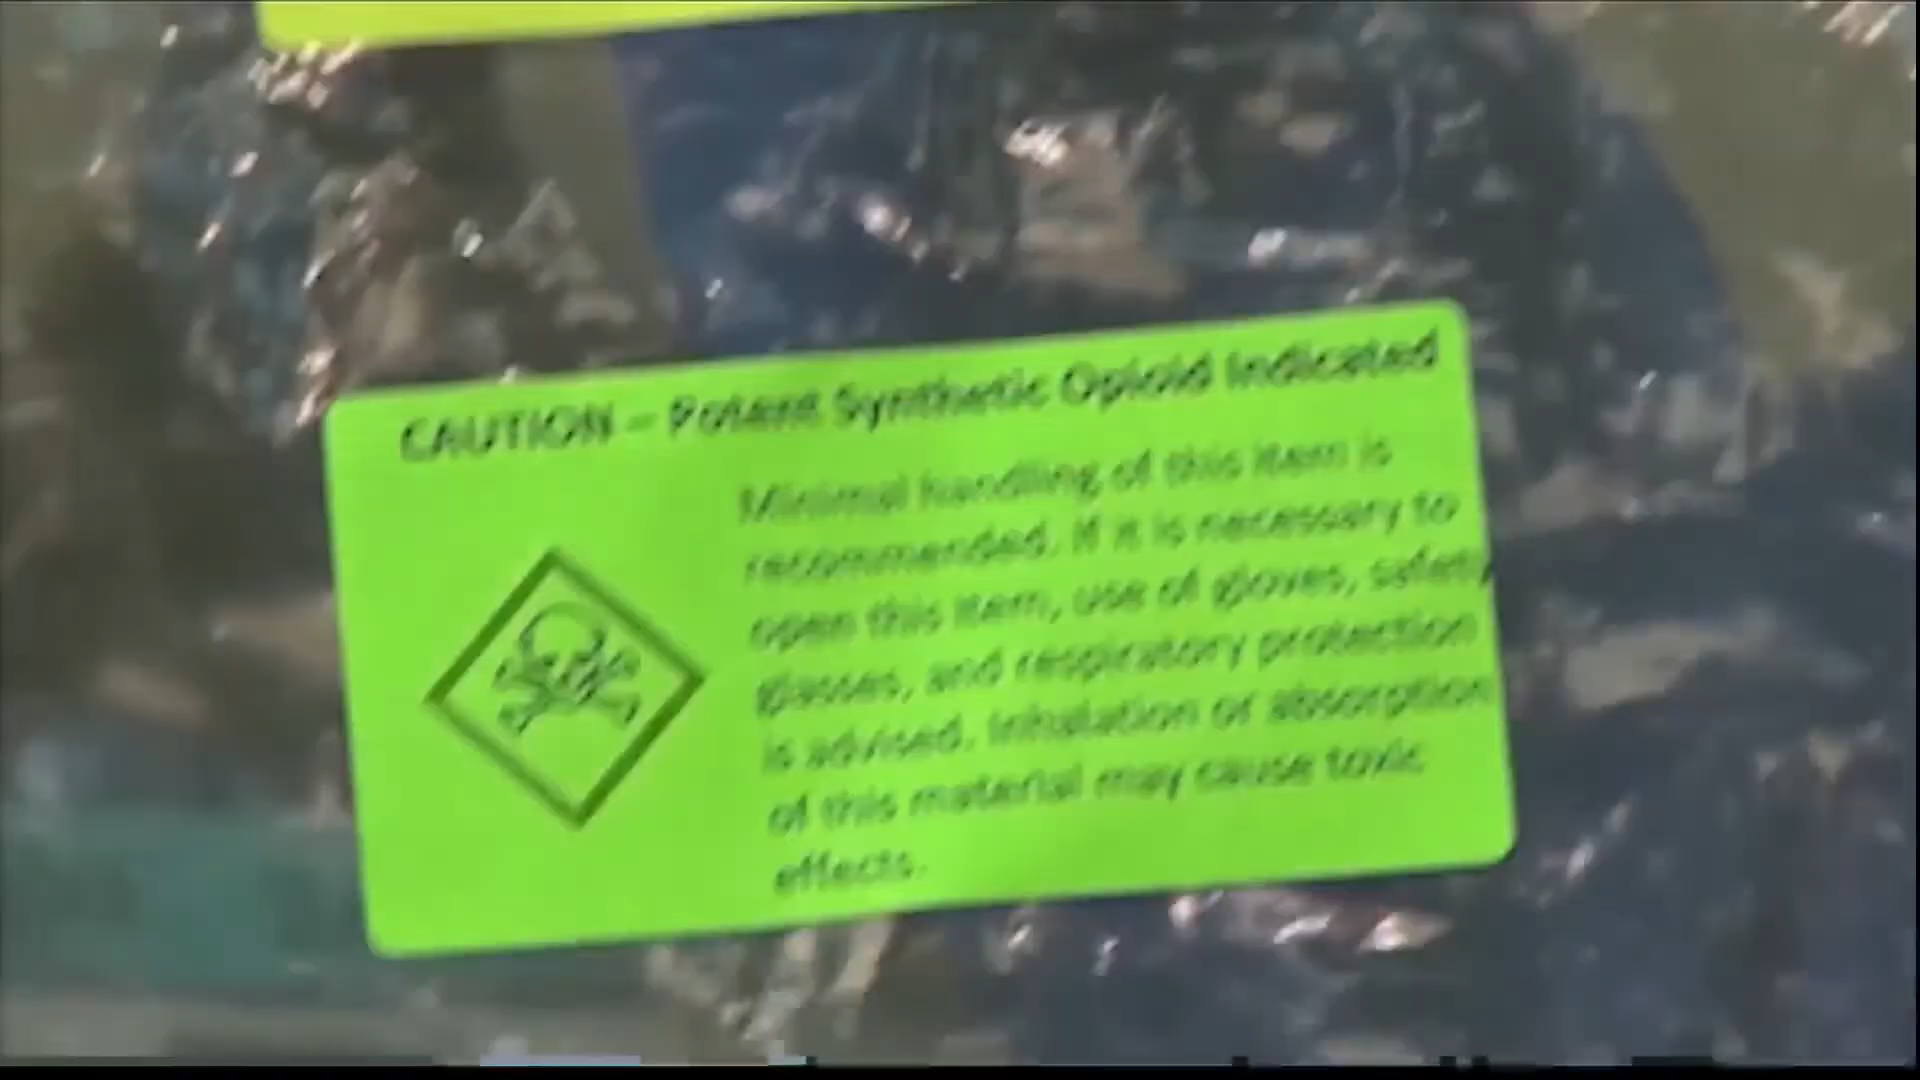 CAUTION – Potent Synthetic Opioid Indicated
Minimal handling of this item is
recommended. If it is necessary to
open this item, use of gloves, safety
glasses, and respiratory protection
is advised. Inhalation or absorption
of this material may cause toxic
effects.